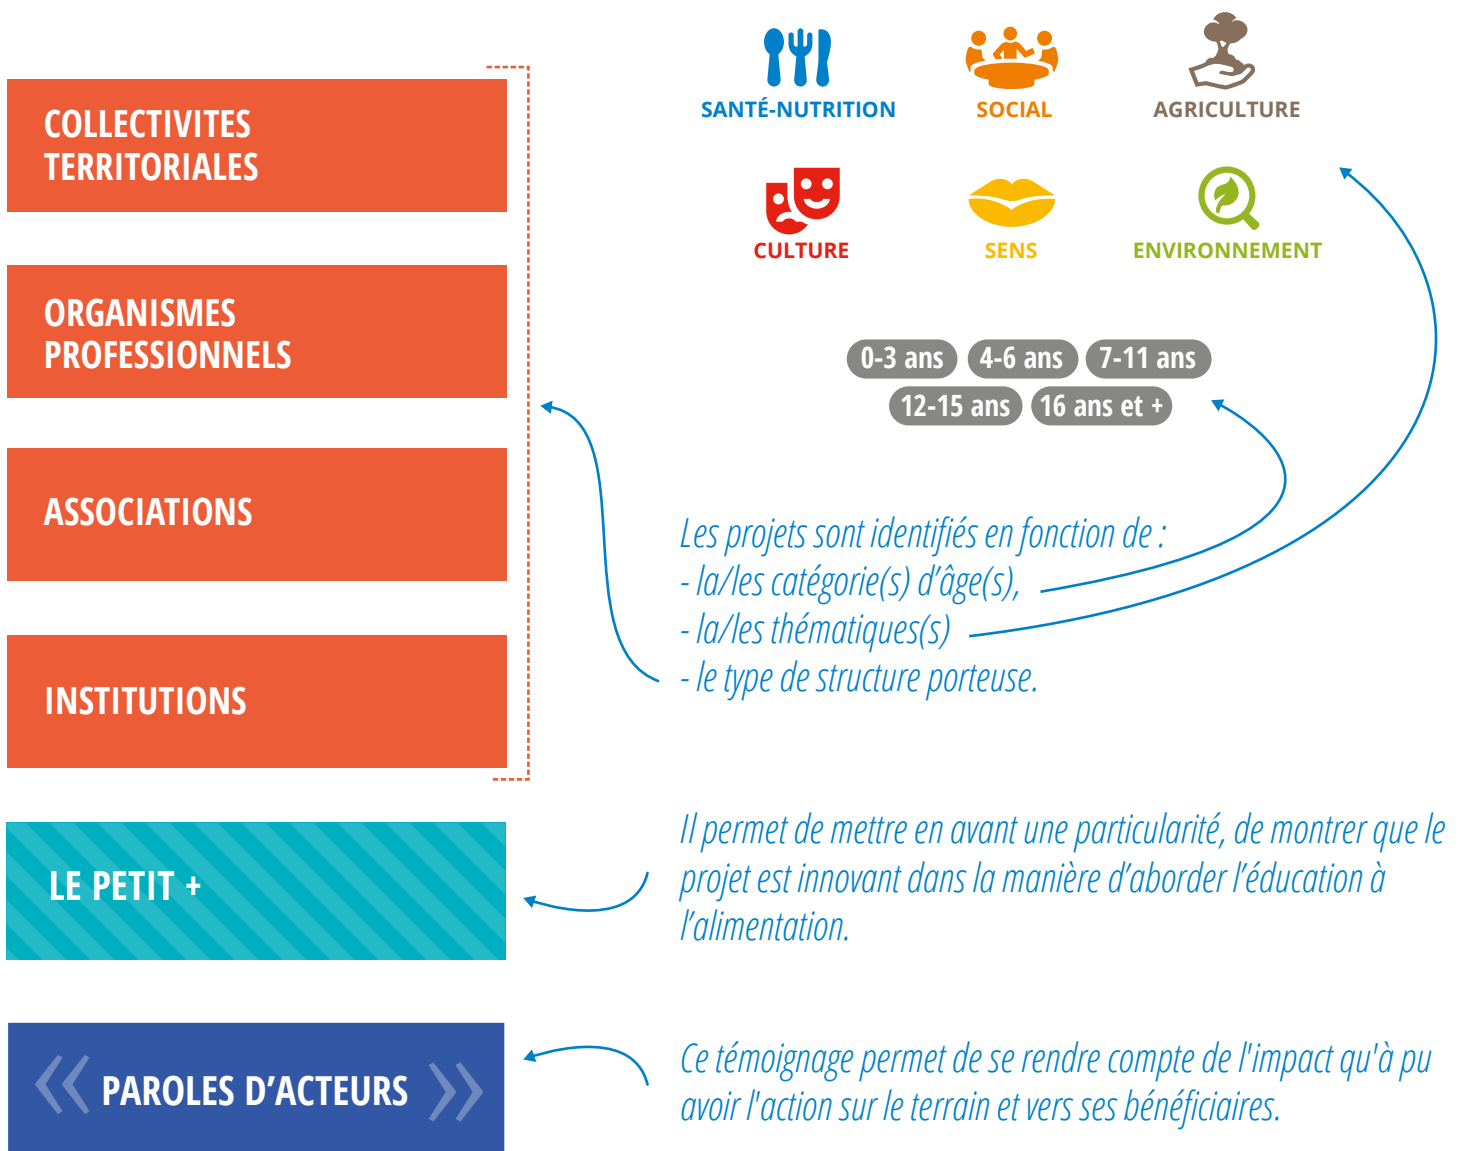 COLLECTIVITES
TERRITORIALES
ORGANISMES
PROFESSIONNELS
ASSOCIATIONS
INSTITUTIONS
SANTÉ-NUTRITION
SOCIAL
AGRICULTURE
CULTURE
SENS
ENVIRONNEMENT
0-3 ans
4-6 ans
7-11 ans
12-15 ans
16 ans et +
Les projets sont identifiés en fonction de :
- la/les catégorie(s) d’âge(s),
- la/les thématiques(s)
- le type de structure porteuse.
LE PETIT +
Il permet de mettre en avant une particularité, de montrer que le
projet est innovant dans la manière d’aborder l’éducation à
l’alimentation.
« PAROLES D’ACTEURS »
Ce témoignage permet de se rendre compte de l'impact qu'à pu
avoir l'action sur le terrain et vers ses bénéficiaires.